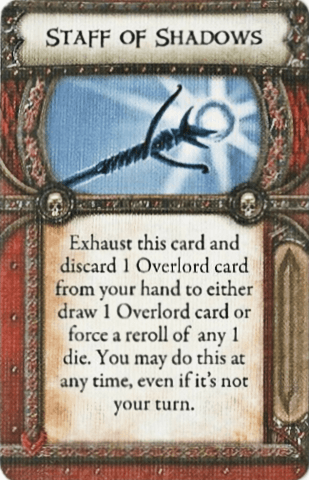 Staff of Shadows
Exhaust this card and
discard 1 Overlord card
from your hand to either
draw 1 Overlord card or
force a reroll of any 1
die. You may do this at
any time, even if it's not
your turn.